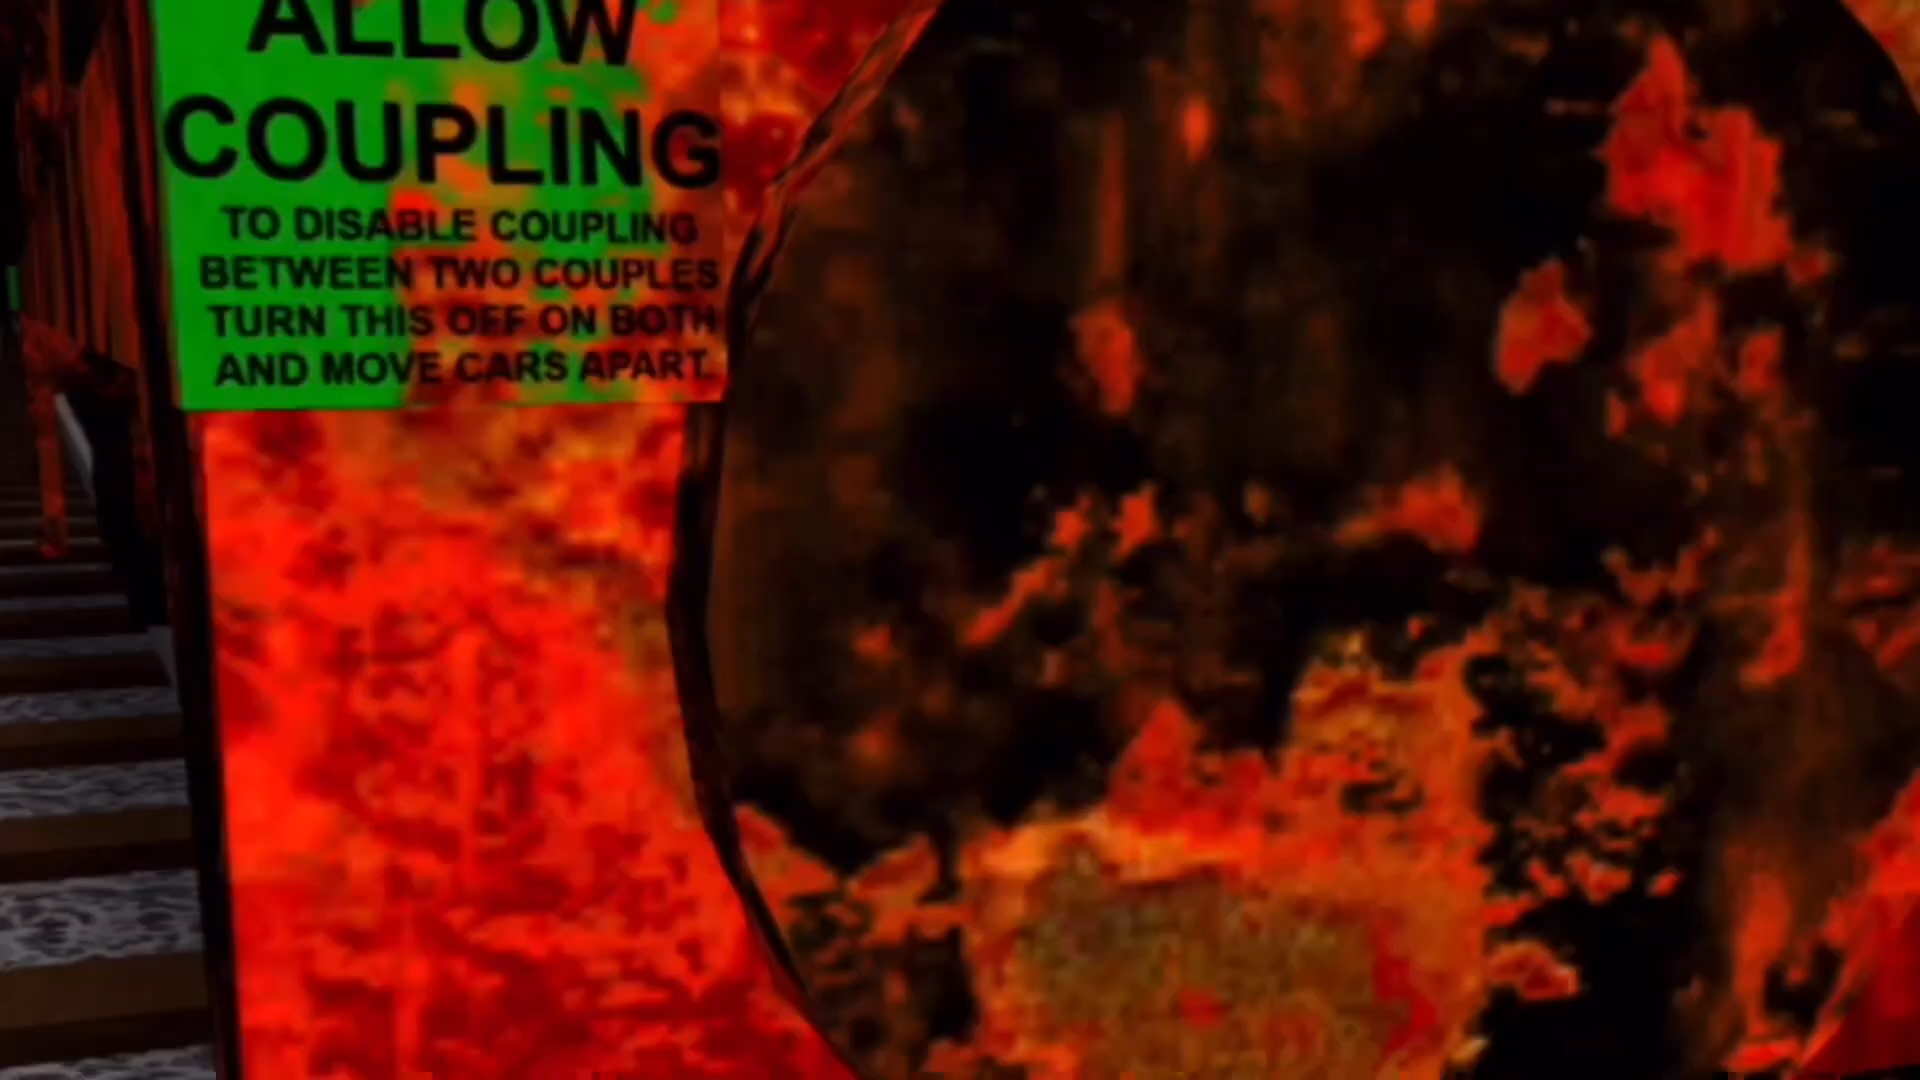 ALLOW
COUPLING
TO DISABLE COUPLING
BETWEEN TWO COUPLES
TURN THIS OFF ON BOTH
AND MOVE CARS APART.